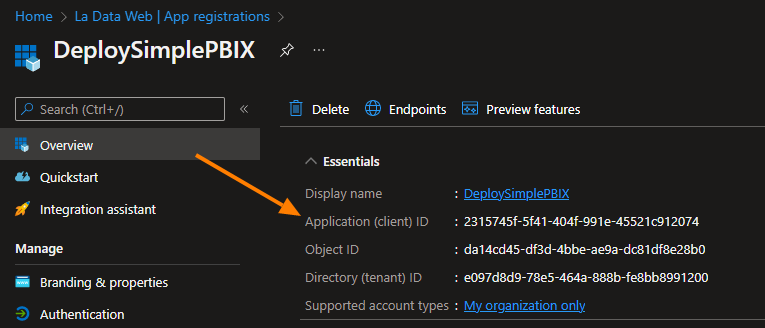 Home > La Data Web | App registrations >
DeploySimplePBIX
Search (Ctrl+/)
Overview
Quickstart
Integration assistant
Manage
Branding & properties
Authentication
Delete Endpoints Preview features
Essentials
Display name : DeploySimplePBIX
Application (client) ID : 2315745f-5f41-404f-991e-45521c912074
Object ID : da14cd45-df3d-4bbe-ae9a-dc81df8e28b0
Directory (tenant) ID : e097d8d9-78e5-464a-888b-fe8bb8991200
Supported account types : My organization only